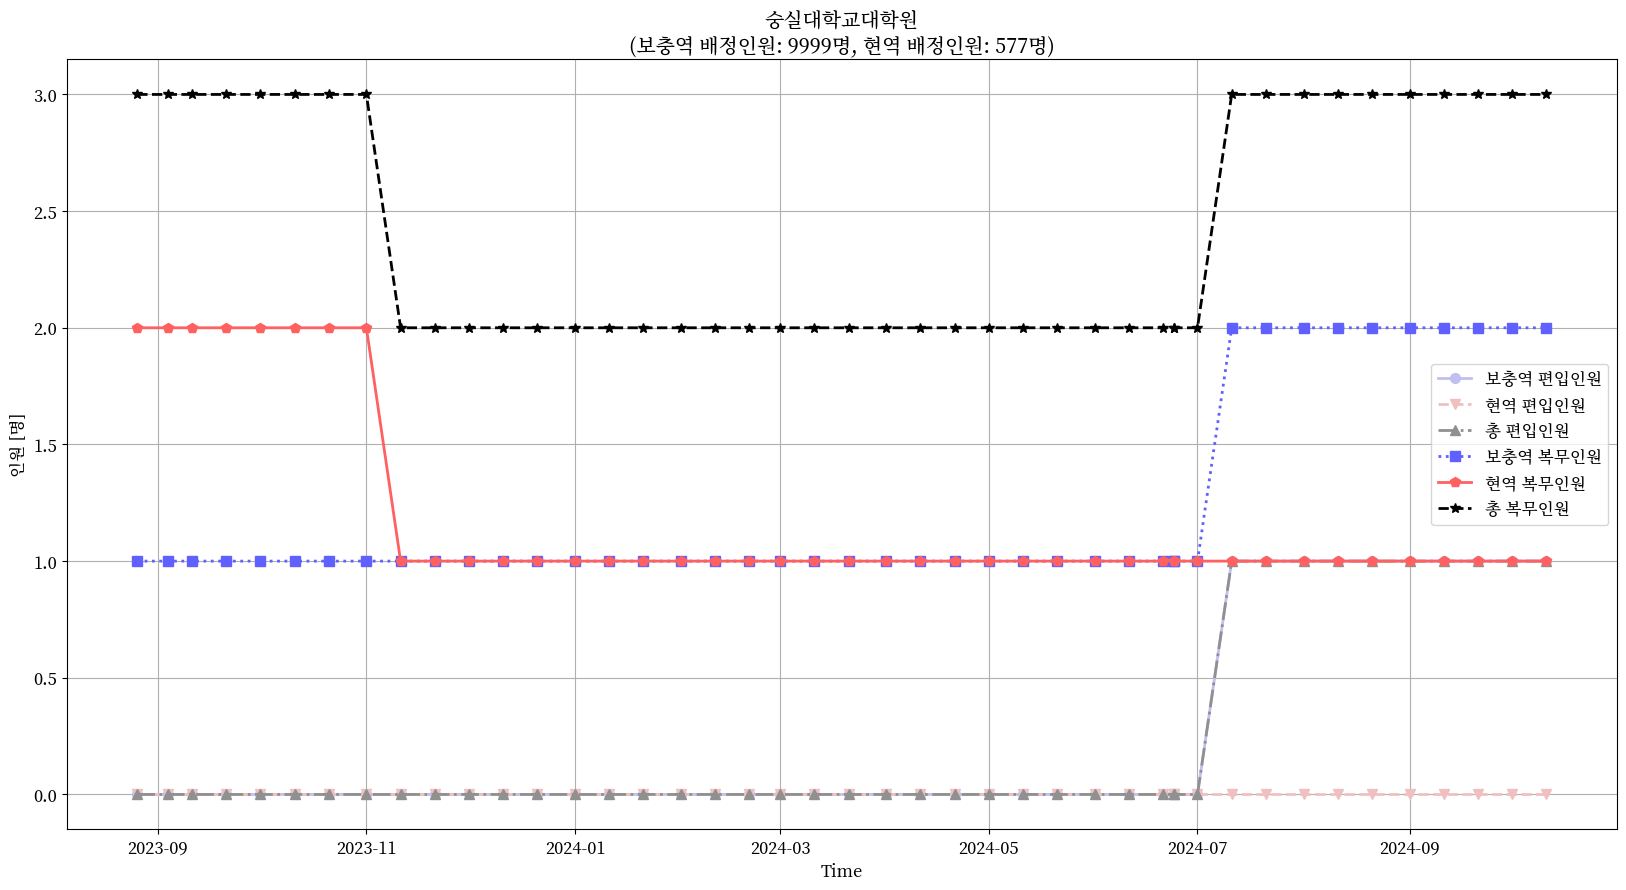 숭실대학교대학원
(보충역 배정인원: 9999명, 현역 배정인원: 577명)
3.0
2.5
2.0
1.5
1.0
0.5
0.0
인원 [명]
보충역 편입인원
현역 편입인원
총 편입인원
보충역 복무인원
현역 복무인원
총 복무인원
2023-09
2023-11
2024-01
2024-03
2024-05
2024-07
2024-09
Time